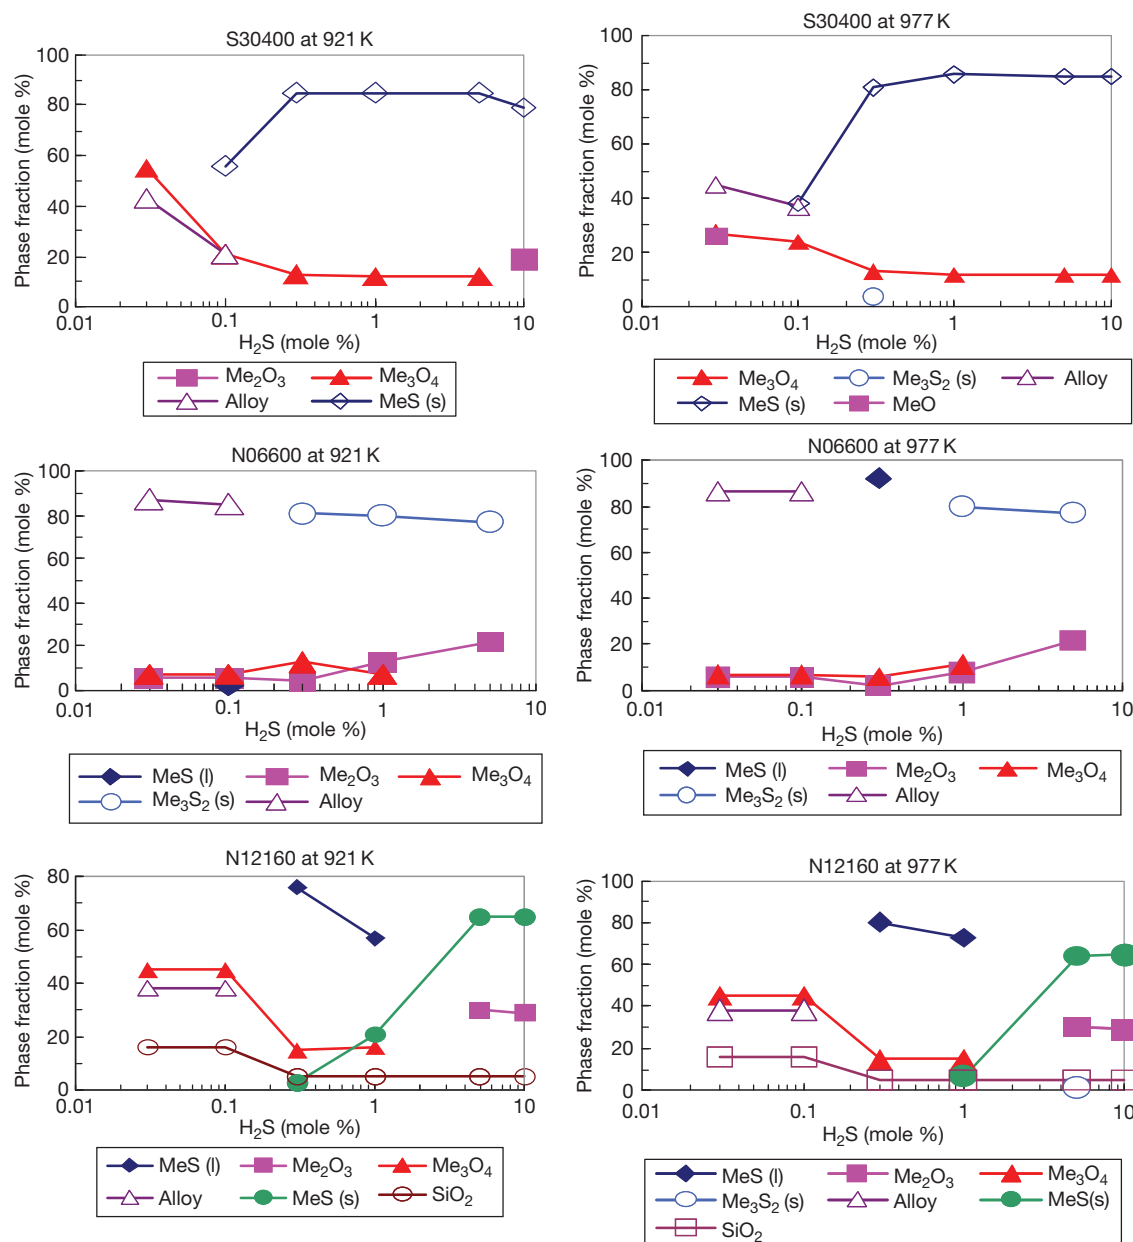 S30400 at 921 K
Phase fraction (mole %)
100
80
60
40
20
0
0.01
0.1
1
10
H₂S (mole %)
Me₂O₃
Me₃O₄
Alloy
MeS (s)
S30400 at 977 K
Phase fraction (mole %)
100
80
60
40
20
0
0.01
0.1
1
10
H₂S (mole %)
Me₃O₄
Me₃S₂ (s)
Alloy
MeS (s)
MeO
N06600 at 921 K
Phase fraction (mole %)
100
80
60
40
20
0
0.01
0.1
1
10
H₂S (mole %)
MeS (l)
Me₂O₃
Me₃O₄
Me₃S₂ (s)
Alloy
N06600 at 977 K
Phase fraction (mole %)
100
80
60
40
20
0
0.01
0.1
1
10
H₂S (mole %)
MeS (l)
Me₂O₃
Me₃O₄
Me₃S₂ (s)
Alloy
N12160 at 921 K
Phase fraction (mole %)
80
60
40
20
0
0.01
0.1
1
10
H₂S (mole %)
MeS (l)
Me₂O₃
Me₃O₄
Alloy
MeS (s)
SiO₂
N12160 at 977 K
Phase fraction (mole %)
100
80
60
40
20
0
0.01
0.1
1
10
H₂S (mole %)
MeS (l)
Me₂O₃
Me₃O₄
Me₃S₂ (s)
Alloy
MeS(s)
SiO₂